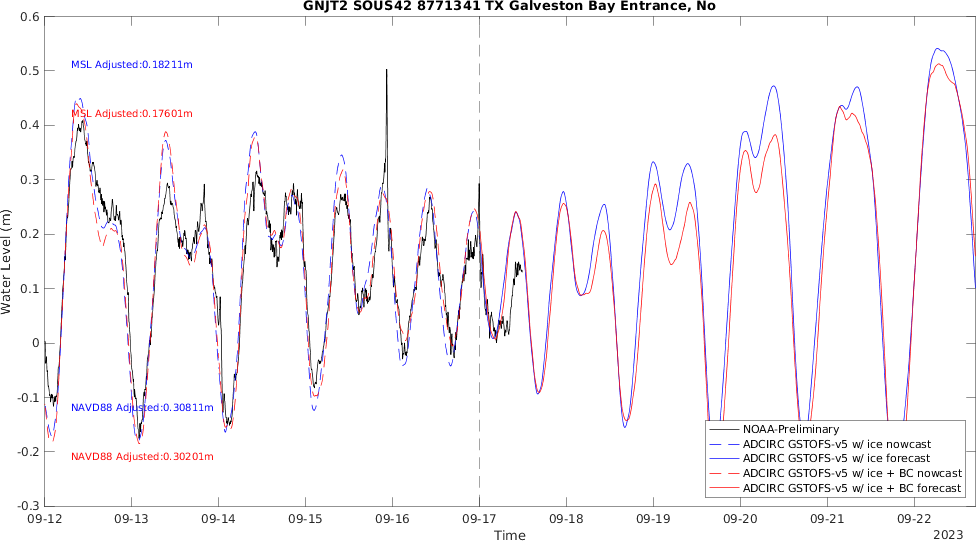 GNJT2 SOUS42 8771341 TX Galveston Bay Entrance, No
0.6
0.5
0.4
0.3
0.2
0.1
0
-0.1
-0.2
-0.3
Water Level (m)
MSL Adjusted:0.18211m
MSL Adjusted:0.17601m
NAVD88 Adjusted:0.30811m
NAVD88 Adjusted:0.30201m
NOAA-Preliminary
ADCIRC GSTOFS-v5 w/ ice nowcast
ADCIRC GSTOFS-v5 w/ ice forecast
ADCIRC GSTOFS-v5 w/ ice + BC nowcast
ADCIRC GSTOFS-v5 w/ ice + BC forecast
09-12 09-13 09-14 09-15 09-16 09-17 09-18 09-19 09-20 09-21 09-22
Time
2023